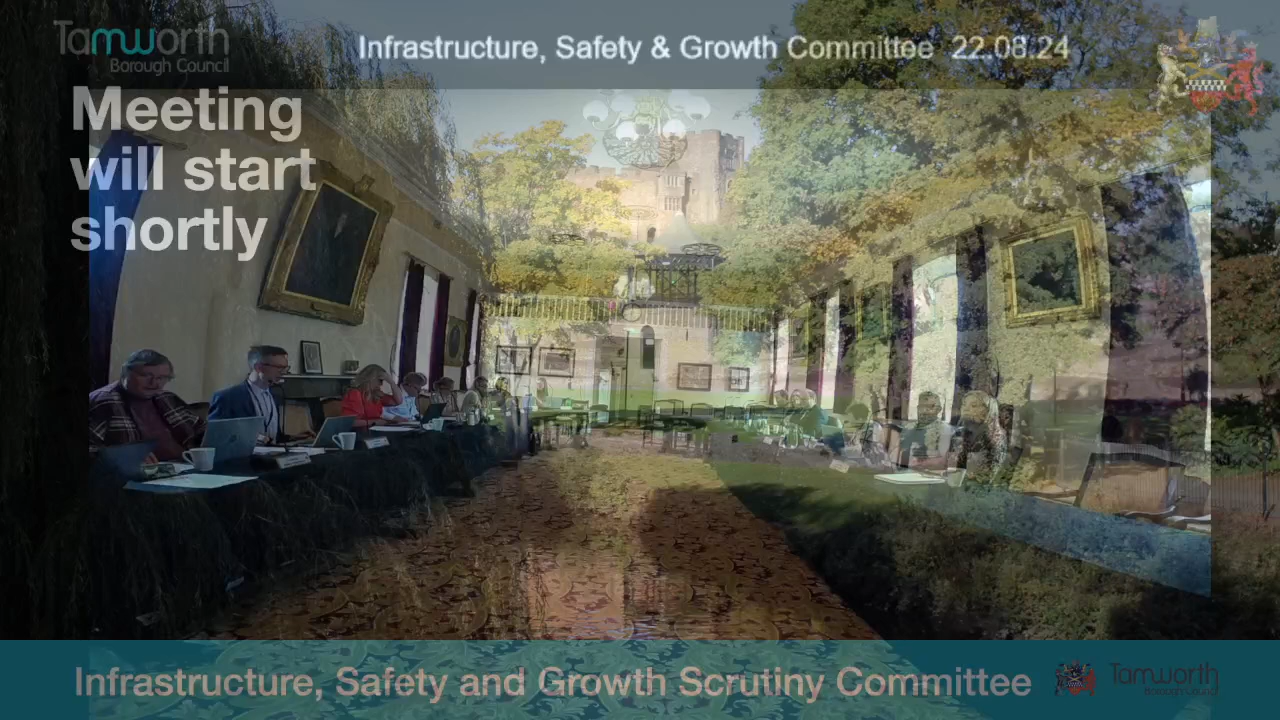 Tamworth
Borough Council
Infrastructure, Safety & Growth Committee 22.08.24
Meeting
will start
shortly
Infrastructure, Safety and Growth Scrutiny Committee
Tamworth
Borough Council